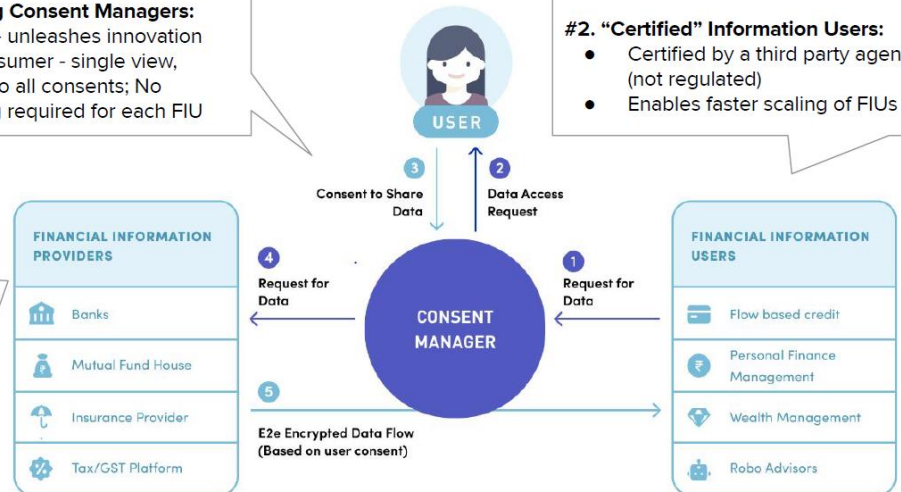 g Consent Managers:
- unleashes innovation
sumer - single view,
o all consents; No
g required for each FIU
#2. “Certified” Information Users:
● Certified by a third party agen
(not regulated)
● Enables faster scaling of FIUs
USER
3
Consent to Share
Data
2
Data Access
Request
FINANCIAL INFORMATION
PROVIDERS
Banks
Mutual Fund House
Insurance Provider
Tax/GST Platform
4
Request for
Data
CONSENT
MANAGER
1
Request for
Data
FINANCIAL INFORMATION
USERS
Flow based credit
Personal Finance
Management
Wealth Management
Robo Advisors
5
E2e Encrypted Data Flow
(Based on user consent)